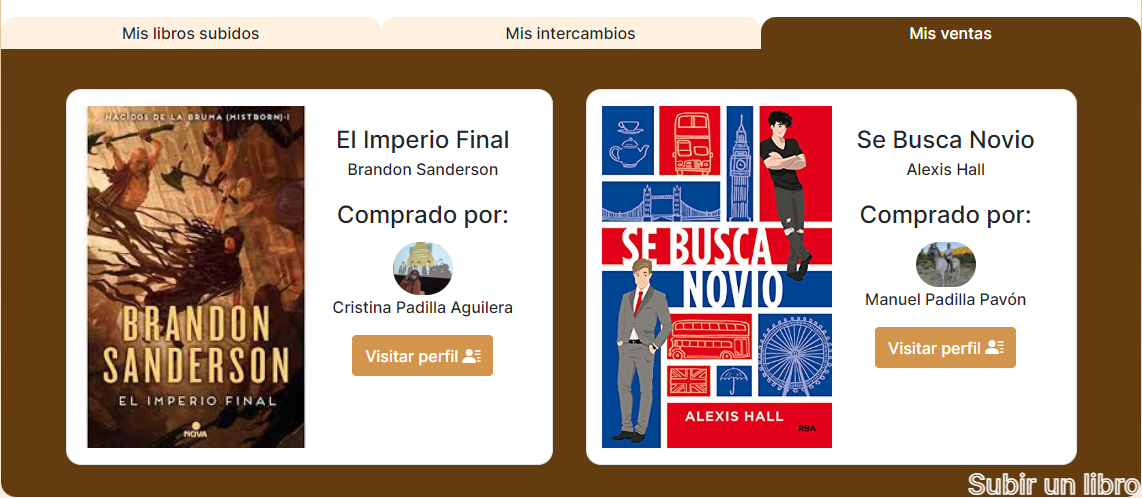 Mis libros subidos
Mis intercambios
Mis ventas
NACIDOS DE LA BRUMA (MISTBORN)-I
BRANDON
SANDERSON
EL IMPERIO FINAL
NOVA
El Imperio Final
Brandon Sanderson
Comprado por:
Cristina Padilla Aguilera
Visitar perfil
SE BUSCA
NOVIO
ALEXIS HALL
RBA
Se Busca Novio
Alexis Hall
Comprado por:
Manuel Padilla Pavón
Visitar perfil
Subir un libro